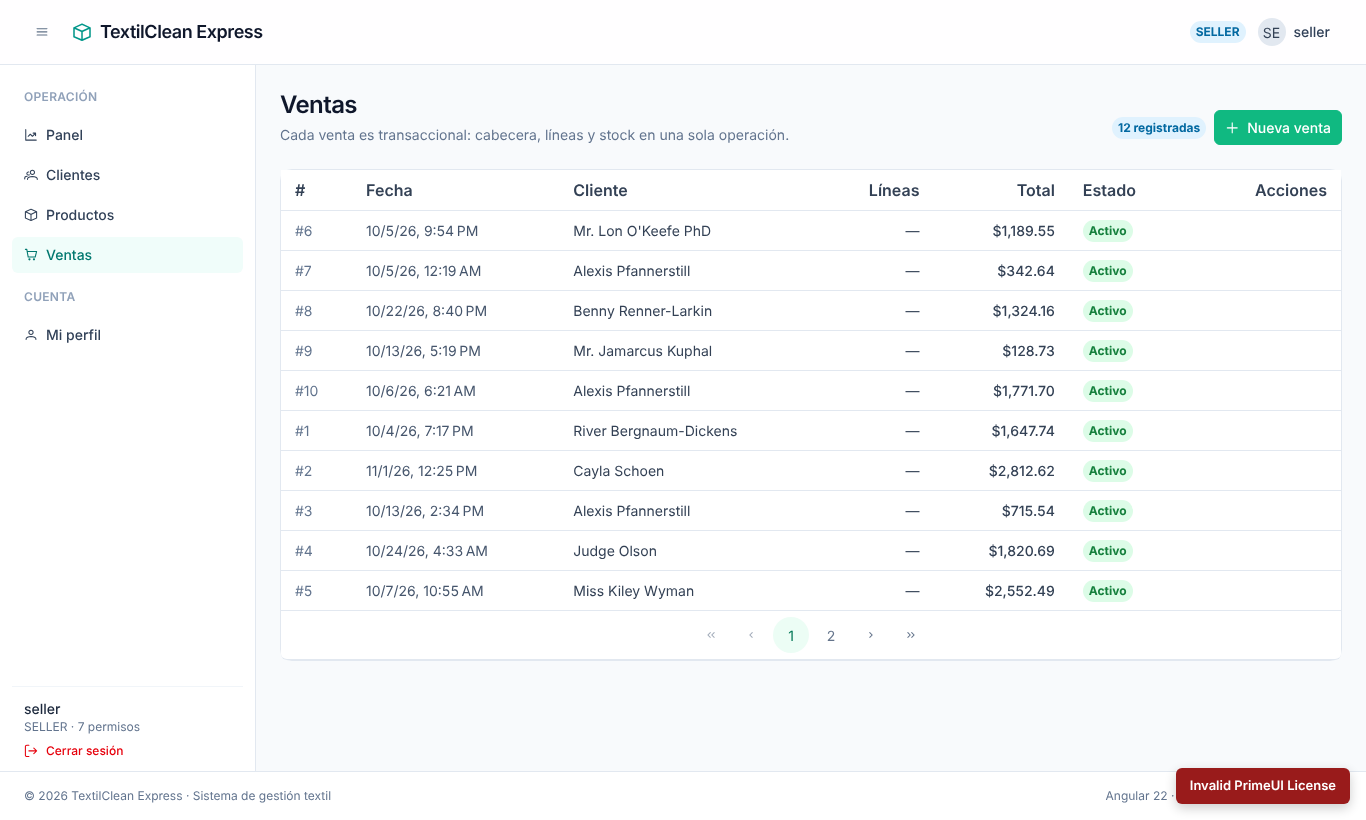 TextilClean Express
SELLER SE seller
OPERACIÓN
Panel
Clientes
Productos
Ventas
CUENTA
Mi perfil
seller
SELLER · 7 permisos
Cerrar sesión
Ventas
Cada venta es transaccional: cabecera, líneas y stock en una sola operación.
12 registradas
Nueva venta
# Fecha Cliente Líneas Total Estado Acciones
#6 10/5/26, 9:54 PM Mr. Lon O'Keefe PhD — $1,189.55 Activo
#7 10/5/26, 12:19 AM Alexis Pfannerstill — $342.64 Activo
#8 10/22/26, 8:40 PM Benny Renner-Larkin — $1,324.16 Activo
#9 10/13/26, 5:19 PM Mr. Jamarcus Kuphal — $128.73 Activo
#10 10/6/26, 6:21 AM Alexis Pfannerstill — $1,771.70 Activo
#1 10/4/26, 7:17 PM River Bergnaum-Dickens — $1,647.74 Activo
#2 11/1/26, 12:25 PM Cayla Schoen — $2,812.62 Activo
#3 10/13/26, 2:34 PM Alexis Pfannerstill — $715.54 Activo
#4 10/24/26, 4:33 AM Judge Olson — $1,820.69 Activo
#5 10/7/26, 10:55 AM Miss Kiley Wyman — $2,552.49 Activo
« ‹ 1 2 › »
© 2026 TextilClean Express · Sistema de gestión textil
Angular 22 ·
Invalid PrimeUI License